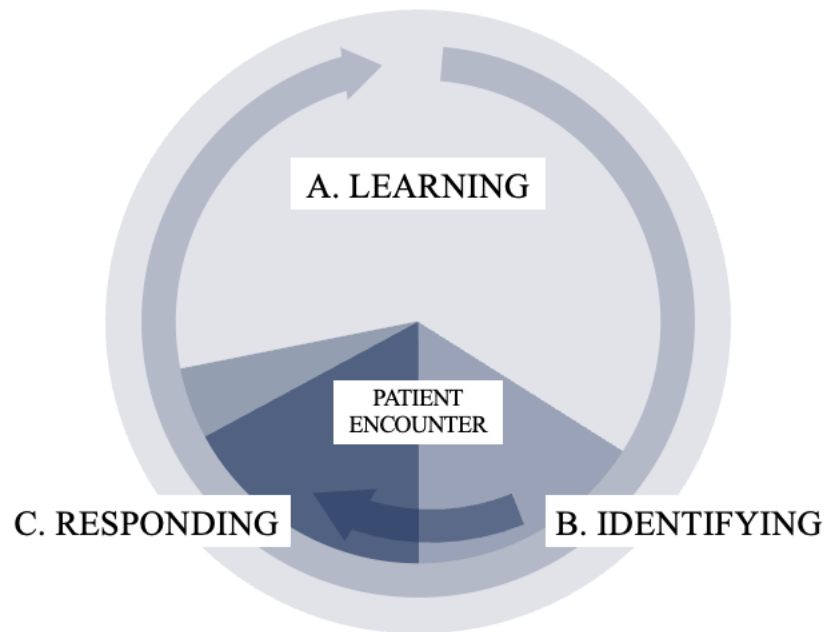 A. LEARNING
PATIENT
ENCOUNTER
C. RESPONDING
B. IDENTIFYING